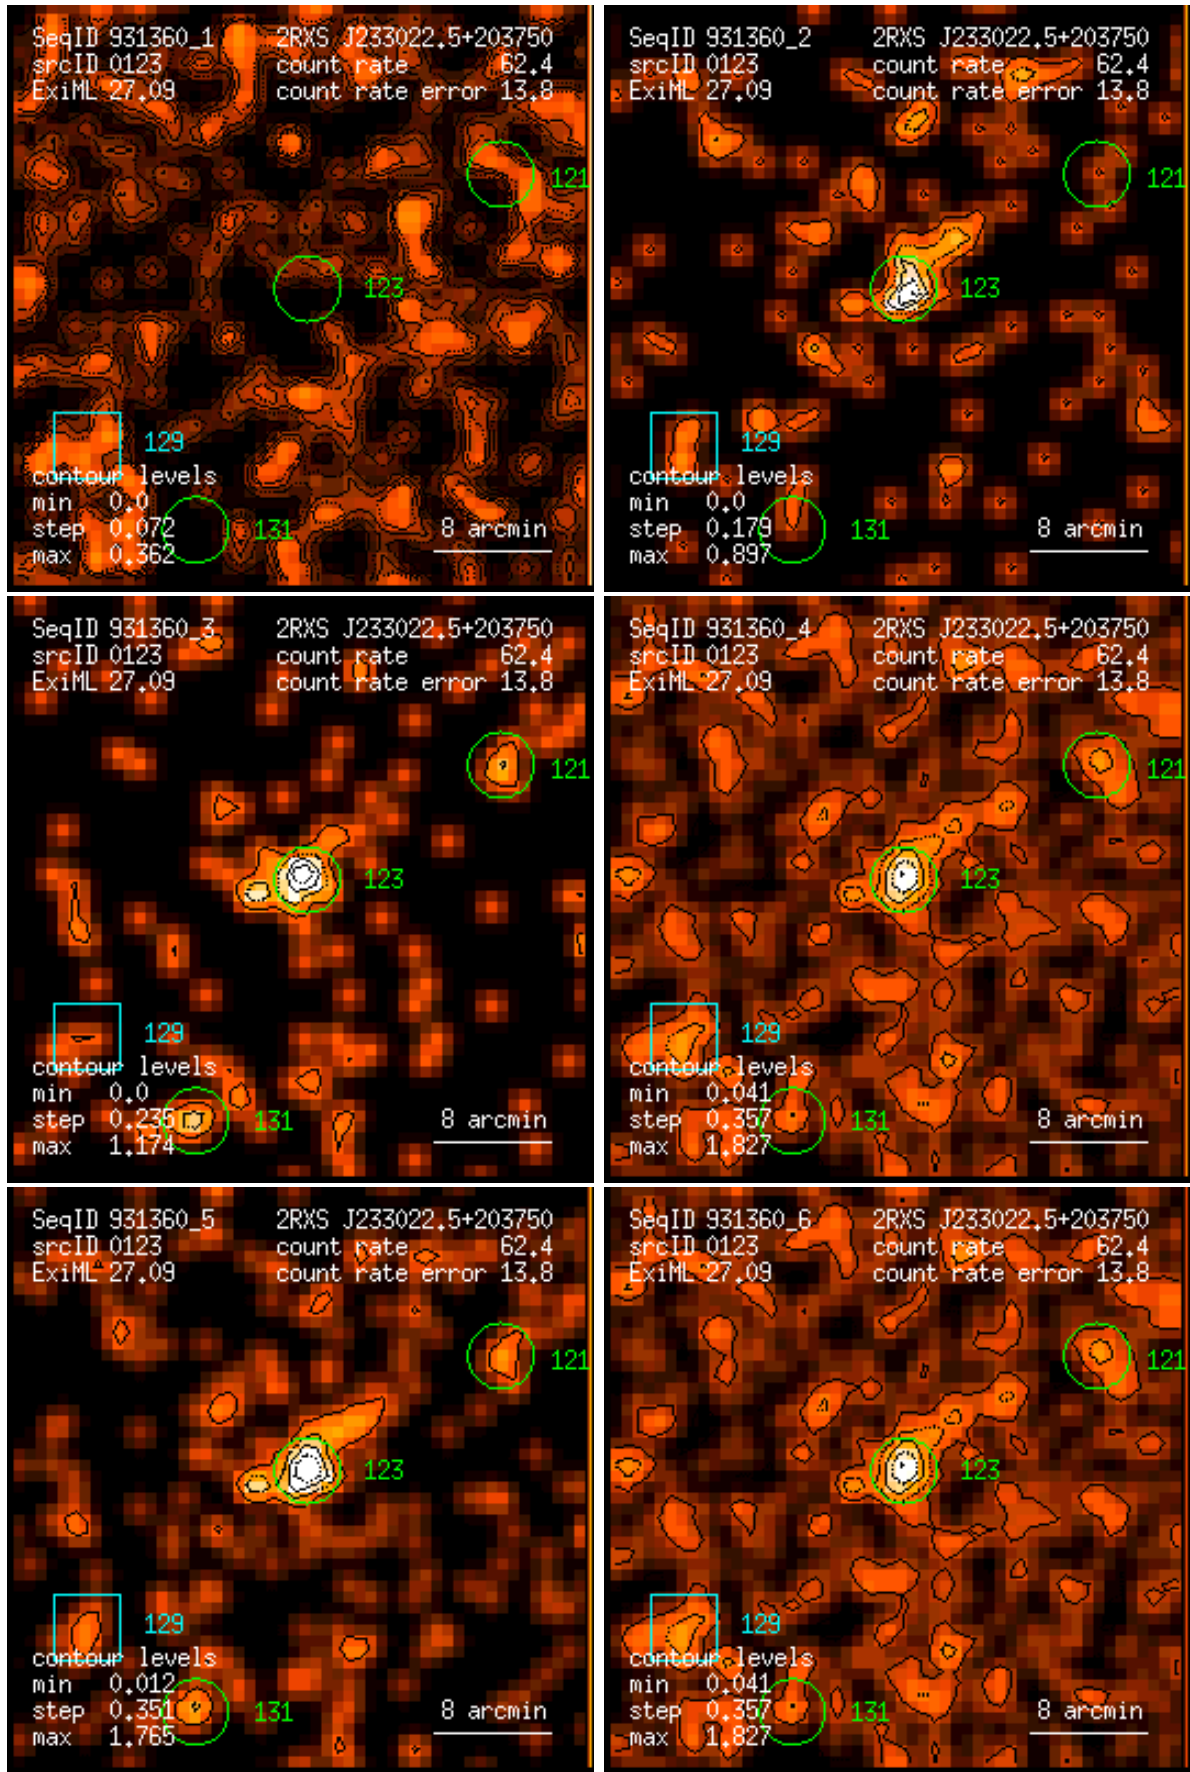 SeqID 931360_1 2RXS J233022.5+203750
srcID 0123 count rate 62.4
ExiML 27.09 count rate error 13.8
121
123
129
contour levels
min 0.0
step 0.072 131 8 arcmin
max 0.362
SeqID 931360_2 2RXS J233022.5+203750
srcID 0123 count rate 62.4
ExiML 27.09 count rate error 13.8
121
123
129
contour levels
min 0.0
step 0.179 131 8 arcmin
max 0.897
SeqID 931360_3 2RXS J233022.5+203750
srcID 0123 count rate 62.4
ExiML 27.09 count rate error 13.8
121
123
129
contour levels
min 0.0
step 0.235 131 8 arcmin
max 1.174
SeqID 931360_4 2RXS J233022.5+203750
srcID 0123 count rate 62.4
ExiML 27.09 count rate error 13.8
121
123
129
contour levels
min 0.041
step 0.357 131 8 arcmin
max 1.827
SeqID 931360_5 2RXS J233022.5+203750
srcID 0123 count rate 62.4
ExiML 27.09 count rate error 13.8
121
123
129
contour levels
min 0.012
step 0.351 131 8 arcmin
max 1.765
SeqID 931360_6 2RXS J233022.5+203750
srcID 0123 count rate 62.4
ExiML 27.09 count rate error 13.8
121
123
129
contour levels
min 0.041
step 0.357 131 8 arcmin
max 1.827